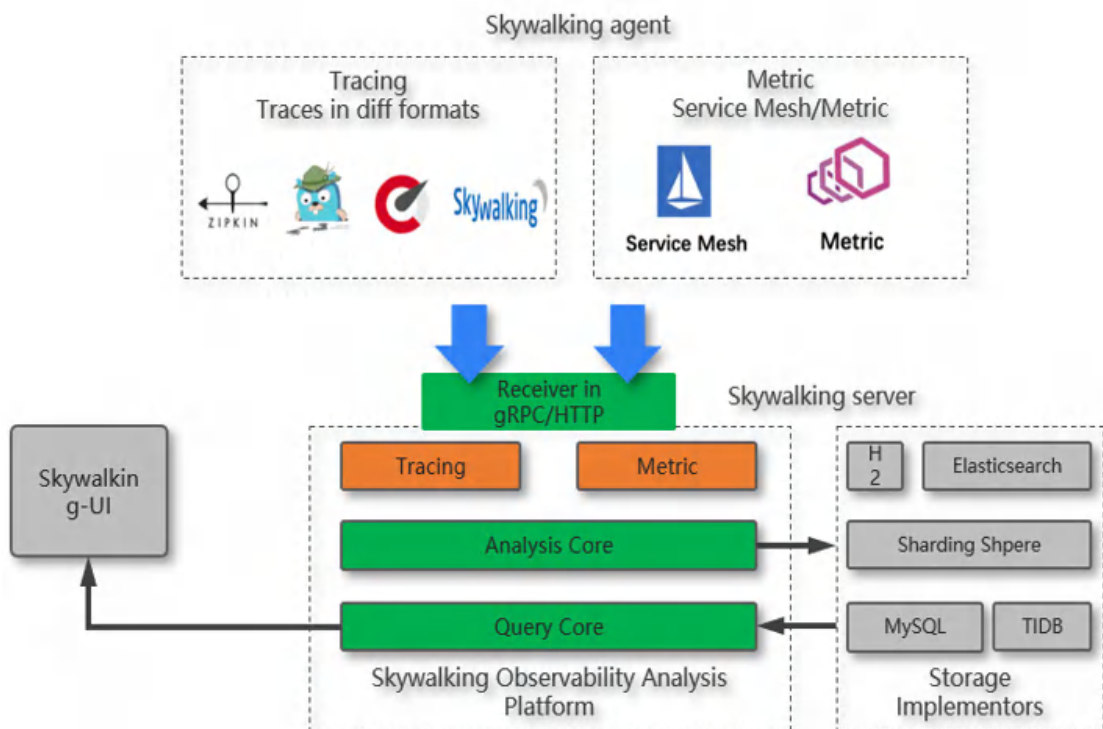 Skywalking agent
Tracing
Traces in diff formats
ZIPKIN
Skywalking
Metric
Service Mesh/Metric
Service Mesh
Metric
Receiver in
gRPC/HTTP
Skywalking server
Skywalkin
g-UI
Tracing
Metric
Analysis Core
Query Core
Skywalking Observability Analysis
Platform
H
2
Elasticsearch
Sharding Shpere
MySQL
TIDB
Storage
Implementors